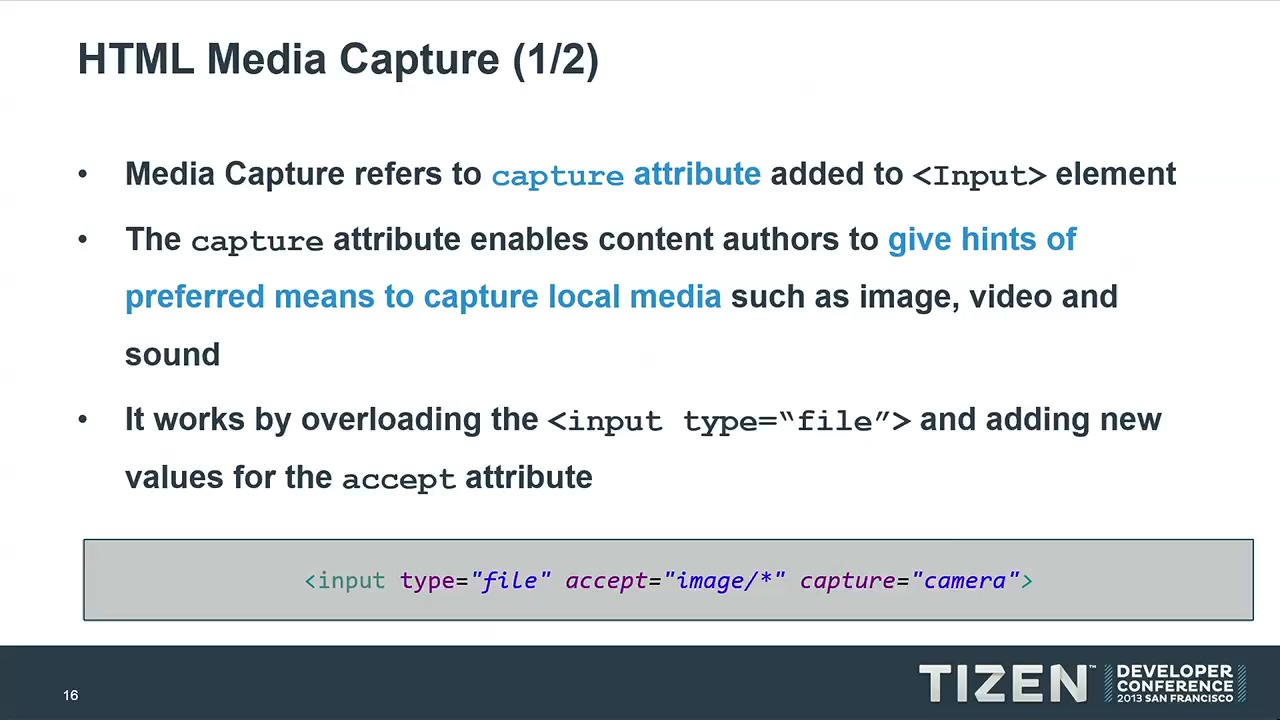 HTML Media Capture (1/2)
• Media Capture refers to capture attribute added to <Input> element
• The capture attribute enables content authors to give hints of
preferred means to capture local media such as image, video and
sound
• It works by overloading the <input type=“file”> and adding new
values for the accept attribute
<input type="file" accept="image/*" capture="camera">
16
TIZEN™ DEVELOPER
CONFERENCE
2013 SAN FRANCISCO